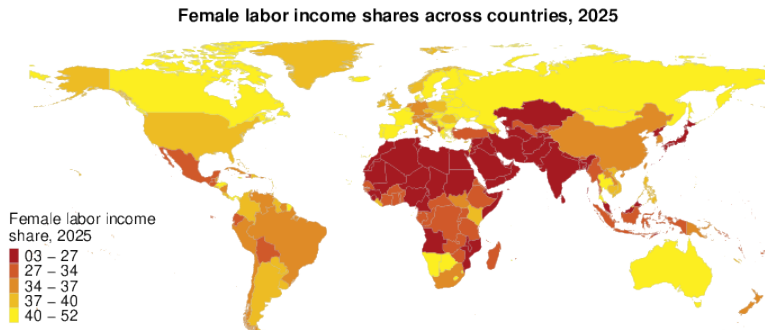 Female labor income shares across countries, 2025
Female labor income
share, 2025
03 – 27
27 – 34
34 – 37
37 – 40
40 – 52